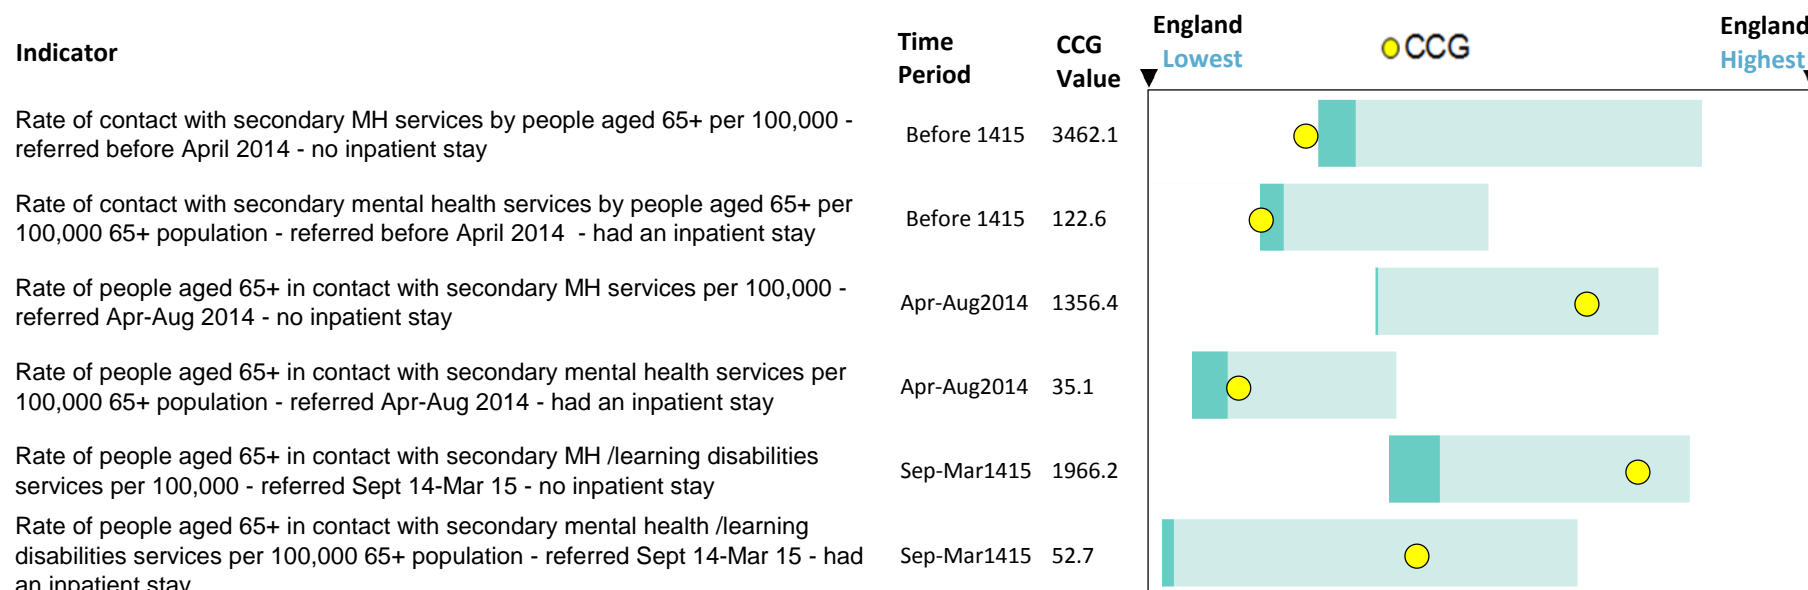 Indicator
Time
Period
CCG
Value
England
Lowest
CCG
England
Highest
Rate of contact with secondary MH services by people aged 65+ per 100,000 -
referred before April 2014 - no inpatient stay
Before 1415
3462.1
Rate of contact with secondary mental health services by people aged 65+ per
100,000 65+ population - referred before April 2014  - had an inpatient stay
Before 1415
122.6
Rate of people aged 65+ in contact with secondary MH services per 100,000 -
referred Apr-Aug 2014 - no inpatient stay
Apr-Aug2014
1356.4
Rate of people aged 65+ in contact with secondary mental health services per
100,000 65+ population - referred Apr-Aug 2014 - had an inpatient stay
Apr-Aug2014
35.1
Rate of people aged 65+ in contact with secondary MH /learning disabilities
services per 100,000 - referred Sept 14-Mar 15 - no inpatient stay
Sep-Mar1415
1966.2
Rate of people aged 65+ in contact with secondary mental health /learning
disabilities services per 100,000 65+ population - referred Sept 14-Mar 15 - had
an inpatient stay
Sep-Mar1415
52.7